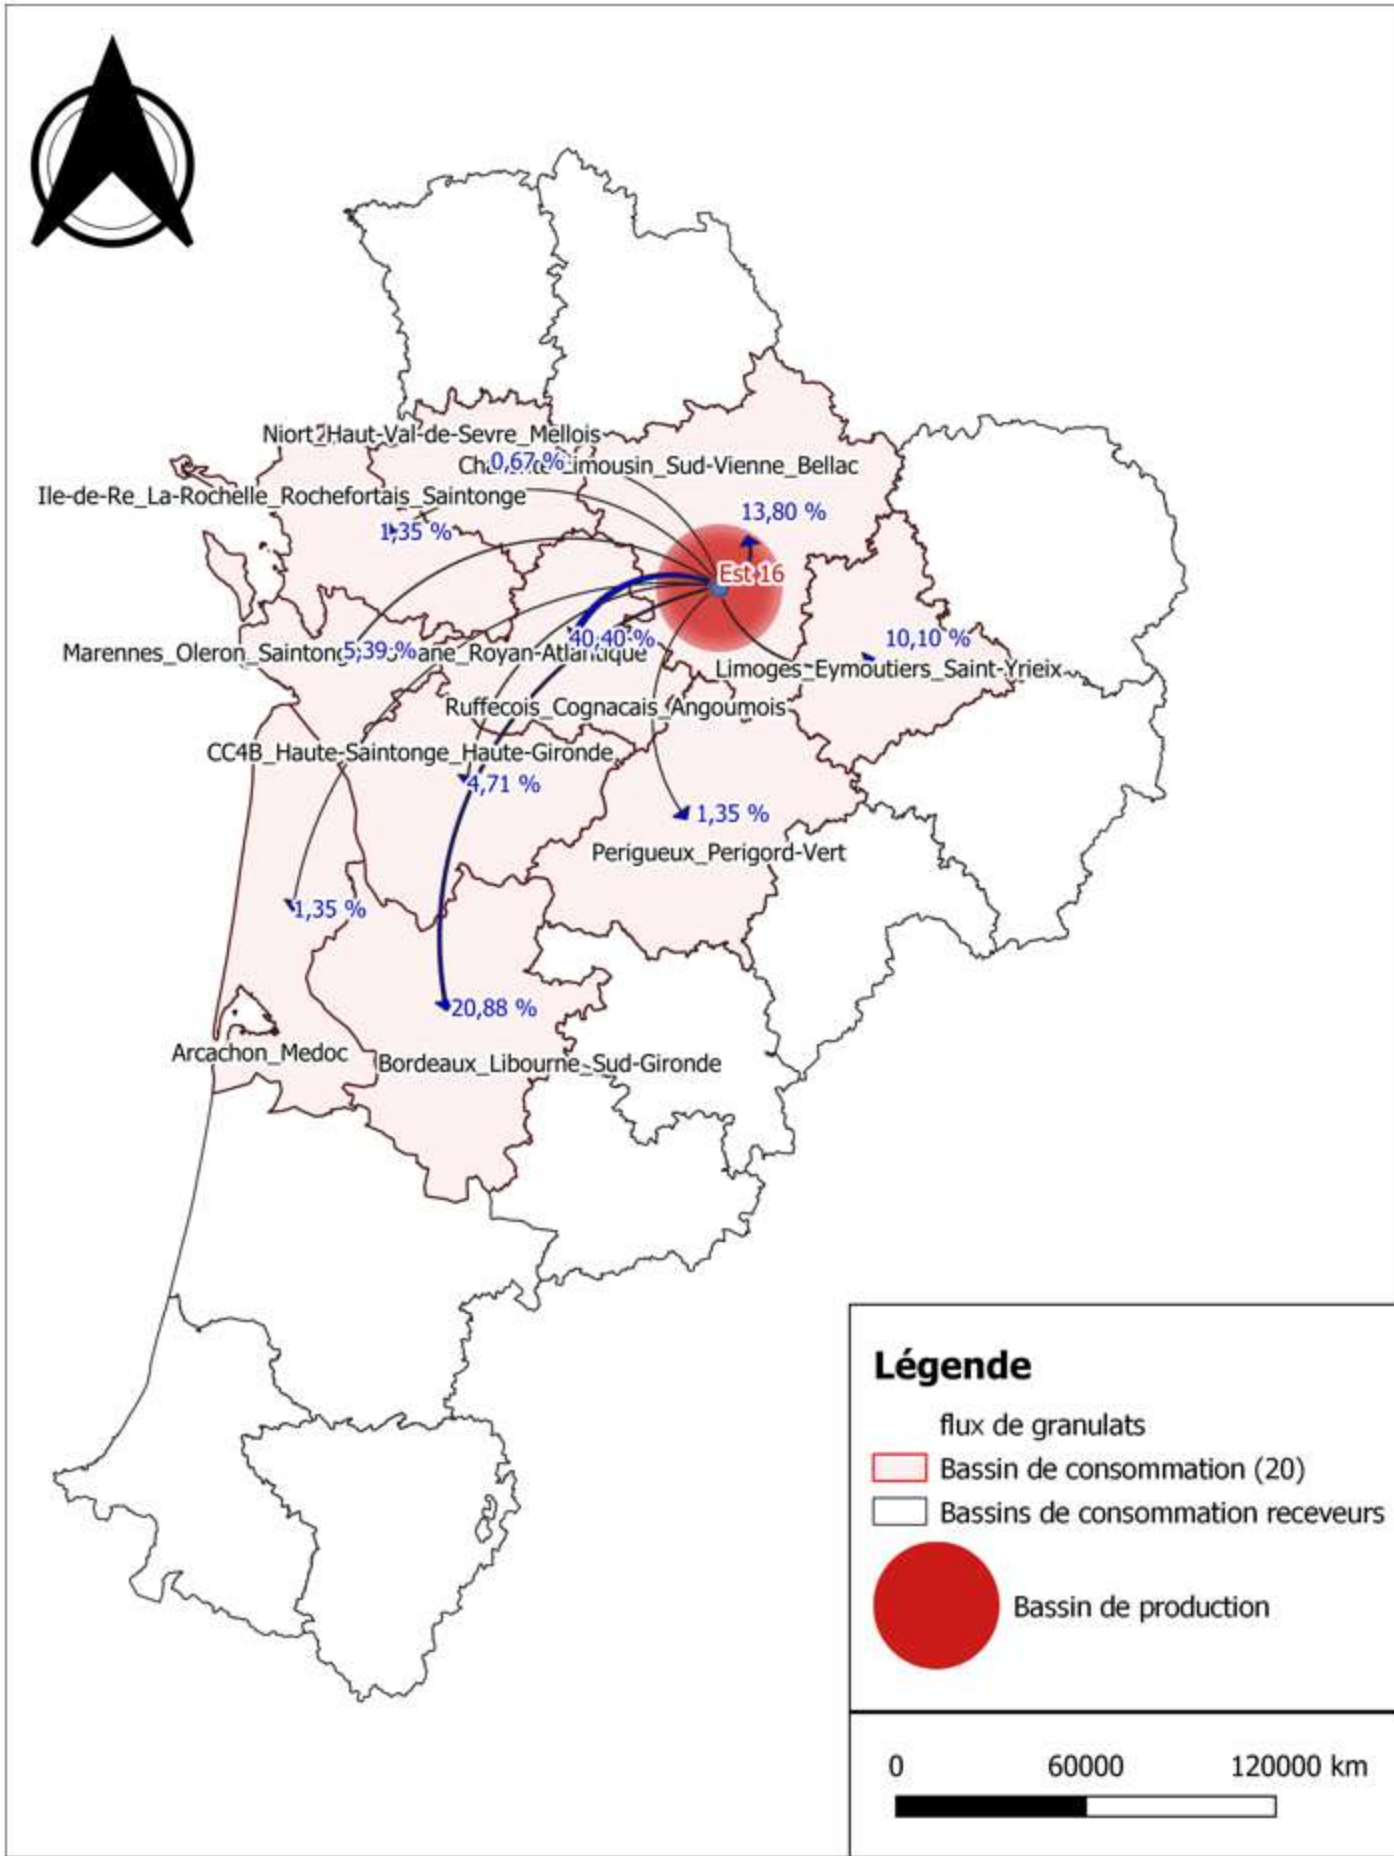 Niort_Haut-Val-de-Sevre_Mellois
0,67 %
Charente-Limousin_Sud-Vienne_Bellac
Ile-de-Re_La-Rochelle_Rochefortais_Saintonge
13,80 %
1,35 %
Est 16
40,40 %
10,10 %
5,39 %
Marennes_Oleron_Saintonge-Romane_Royan-Atlantique
Limoges_Eymoutiers_Saint-Yrieix
Ruffecois_Cognacais_Angoumois
CC4B_Haute-Saintonge_Haute-Gironde
4,71 %
1,35 %
Perigueux_Perigord-Vert
1,35 %
20,88 %
Arcachon_Medoc
Bordeaux_Libourne_Sud-Gironde
Légende
flux de granulats
Bassin de consommation (20)
Bassins de consommation receveurs
Bassin de production
0 60000 120000 km